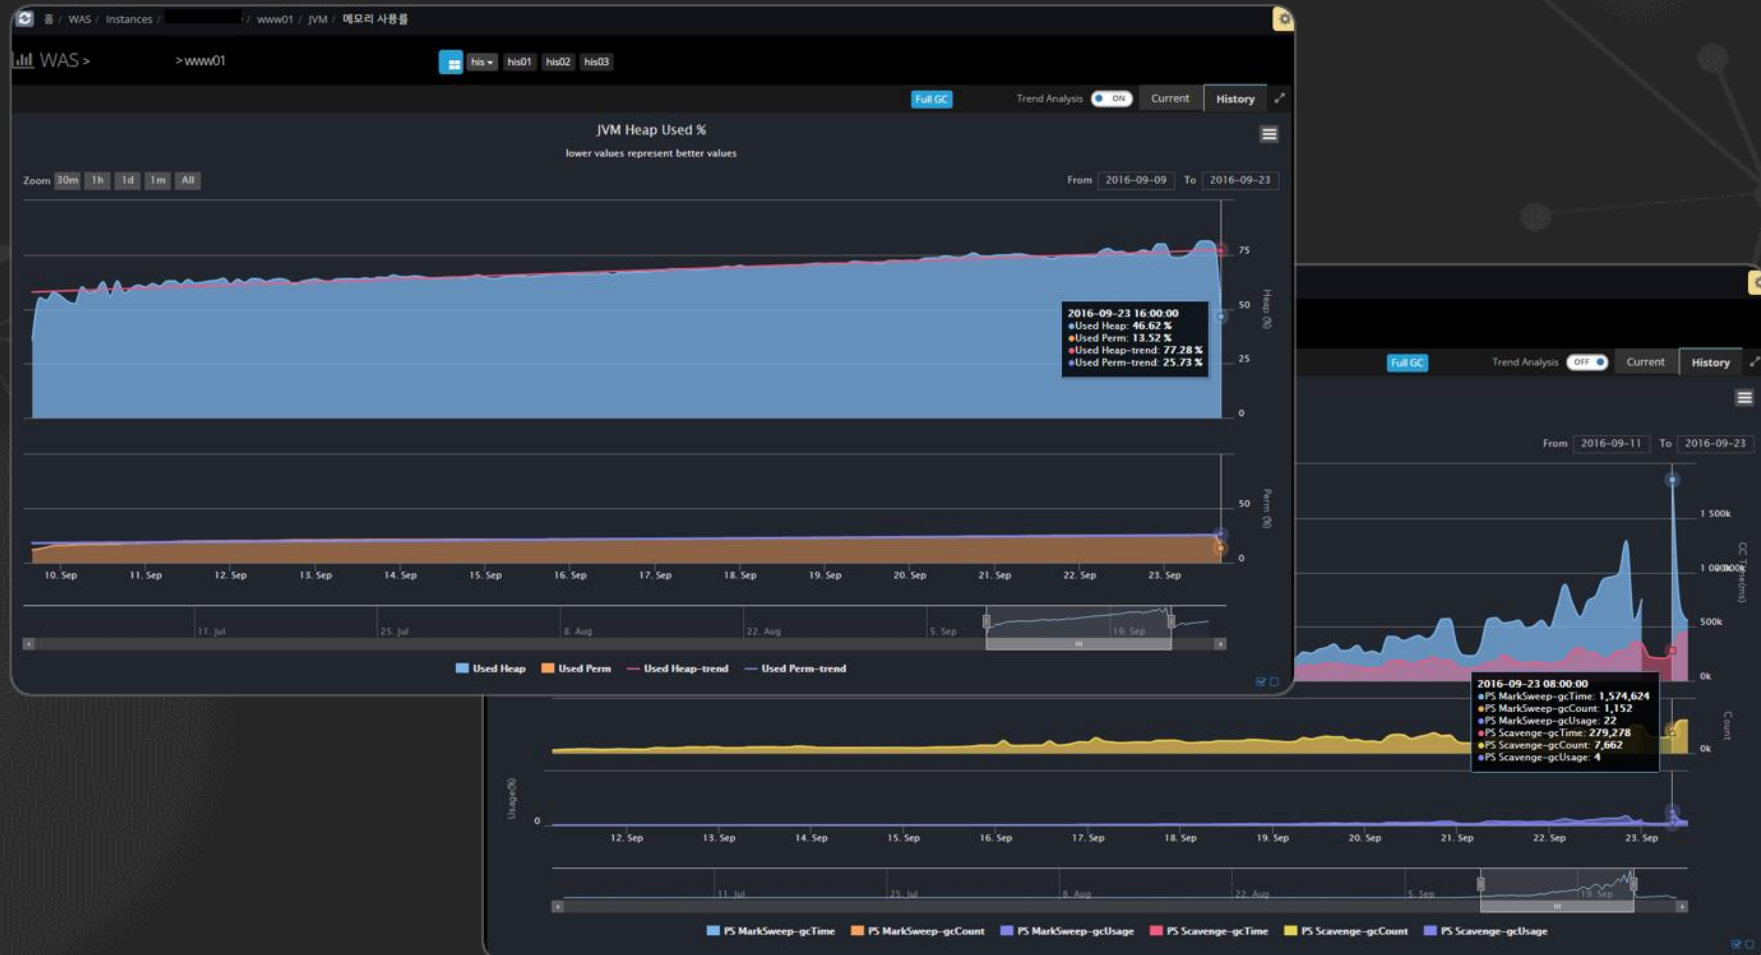 홈 / WAS / Instances / / www01 / JVM / 메모리 사용률
WAS > > www01
his his01 his02 his03
Full GC Trend Analysis ON Current History
JVM Heap Used %
lower values represent better values
Zoom 30m 1h 1d 1m All
From 2016-09-09 To 2016-09-23
75
50
25
0
Heap (%)
2016-09-23 16:00:00
Used Heap: 46.62 %
Used Perm: 13.52 %
Used Heap-trend: 77.28 %
Used Perm-trend: 25.73 %
50
0
Perm (%)
10. Sep 11. Sep 12. Sep 13. Sep 14. Sep 15. Sep 16. Sep 17. Sep 18. Sep 19. Sep 20. Sep 21. Sep 22. Sep 23. Sep
11. Jul 25. Jul 8. Aug 22. Aug 5. Sep 19. Sep
Used Heap Used Perm Used Heap-trend Used Perm-trend
Full GC Trend Analysis OFF Current History
From 2016-09-11 To 2016-09-23
1 500k
500k
0k
GC Time(ms)
2016-09-23 08:00:00
PS MarkSweep-gcTime: 1,574,624
PS MarkSweep-gcCount: 1,152
PS MarkSweep-gcUsage: 22
PS Scavenge-gcTime: 279,278
PS Scavenge-gcCount: 7,662
PS Scavenge-gcUsage: 4
Count
0k
Usage(%)
0
12. Sep 13. Sep 14. Sep 15. Sep 16. Sep 17. Sep 18. Sep 19. Sep 20. Sep 21. Sep 22. Sep 23. Sep
11. Jul 25. Jul 8. Aug 22. Aug 5. Sep 19. Sep
PS MarkSweep-gcTime PS MarkSweep-gcCount PS MarkSweep-gcUsage PS Scavenge-gcTime PS Scavenge-gcCount PS Scavenge-gcUsage